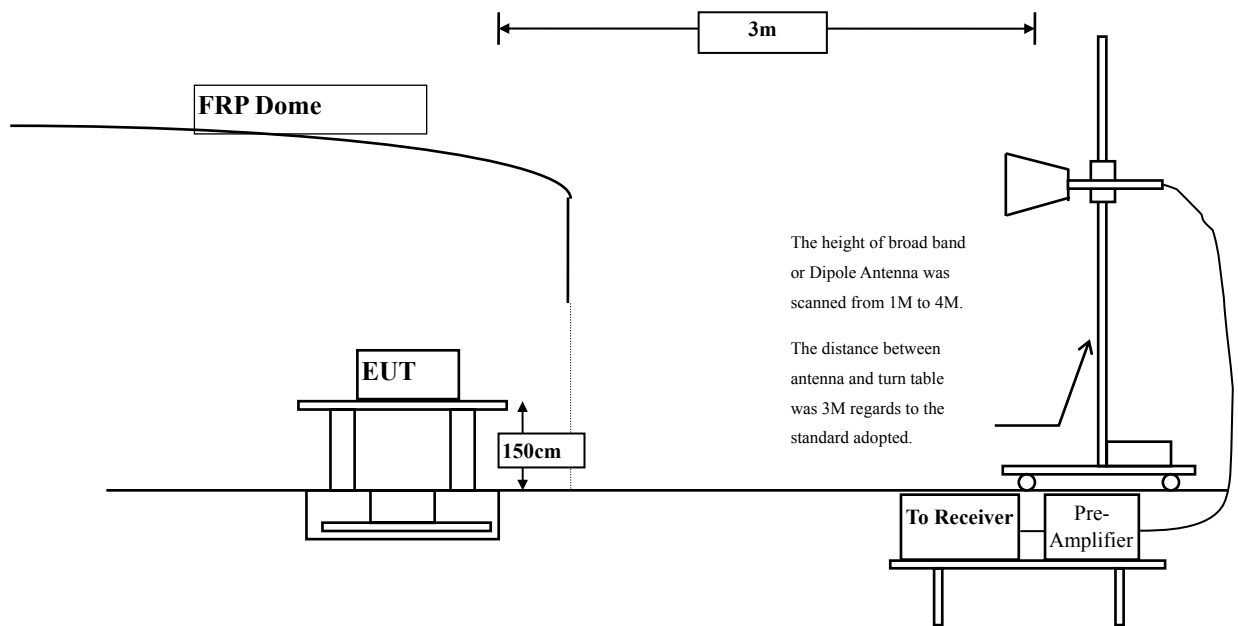 3m
FRP Dome
The height of broad band
or Dipole Antenna was
scanned from 1M to 4M.
The distance between
antenna and turn table
was 3M regards to the
standard adopted.
EUT
150cm
To Receiver
Pre-
Amplifier